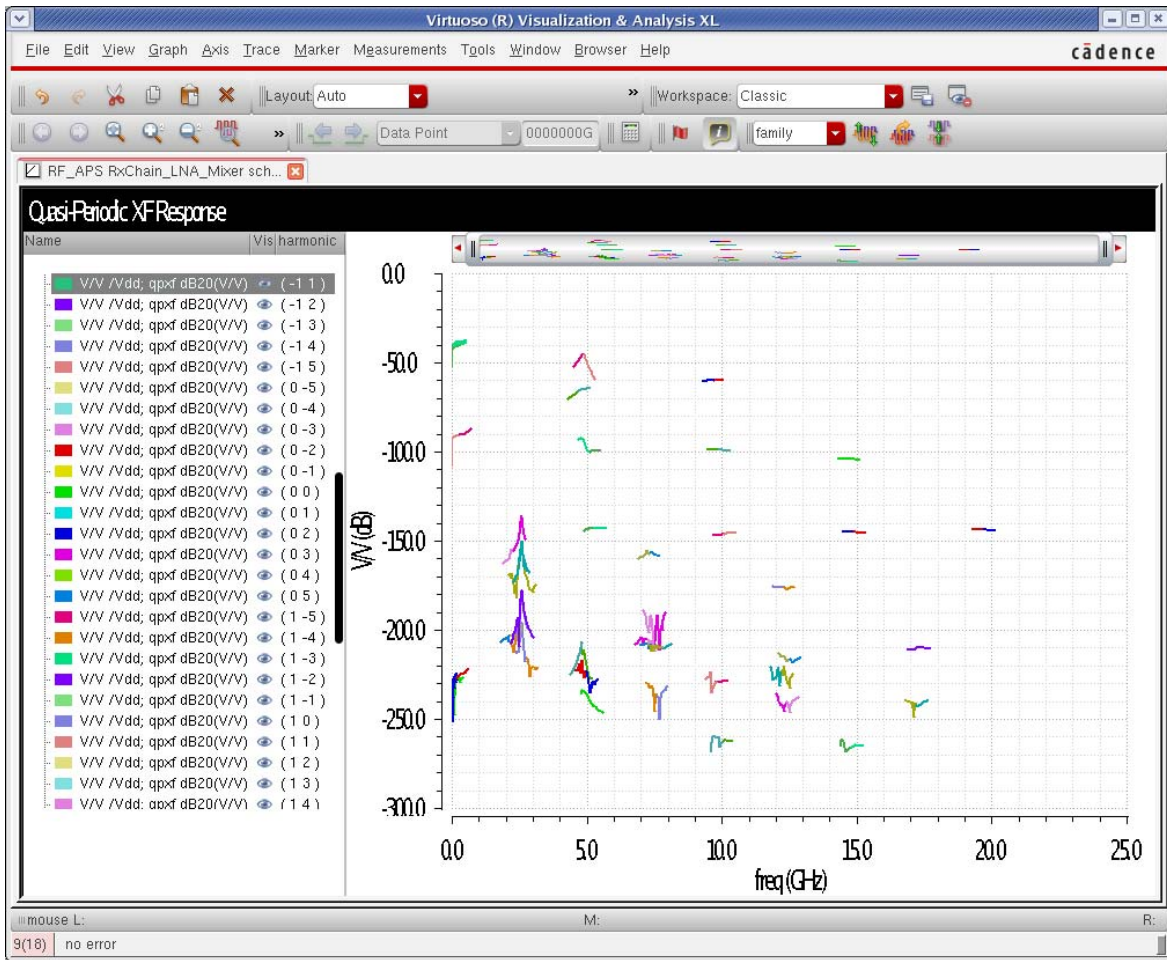 Virtuoso (R) Visualization & Analysis XL
File Edit View Graph Axis Trace Marker Measurements Tools Window Browser Help
cādence
Layout: Auto » Workspace: Classic
» Data Point 0000000G family
RF_APS RxChain_LNA_Mixer sch...
Quasi-Periodic XF Response
Name Vis harmonic
V/V /Vdd; qpxf dB20(V/V) (-1 1)
V/V /Vdd; qpxf dB20(V/V) (-1 2)
V/V /Vdd; qpxf dB20(V/V) (-1 3)
V/V /Vdd; qpxf dB20(V/V) (-1 4)
V/V /Vdd; qpxf dB20(V/V) (-1 5)
V/V /Vdd; qpxf dB20(V/V) (0 -5)
V/V /Vdd; qpxf dB20(V/V) (0 -4)
V/V /Vdd; qpxf dB20(V/V) (0 -3)
V/V /Vdd; qpxf dB20(V/V) (0 -2)
V/V /Vdd; qpxf dB20(V/V) (0 -1)
V/V /Vdd; qpxf dB20(V/V) (0 0)
V/V /Vdd; qpxf dB20(V/V) (0 1)
V/V /Vdd; qpxf dB20(V/V) (0 2)
V/V /Vdd; qpxf dB20(V/V) (0 3)
V/V /Vdd; qpxf dB20(V/V) (0 4)
V/V /Vdd; qpxf dB20(V/V) (0 5)
V/V /Vdd; qpxf dB20(V/V) (1 -5)
V/V /Vdd; qpxf dB20(V/V) (1 -4)
V/V /Vdd; qpxf dB20(V/V) (1 -3)
V/V /Vdd; qpxf dB20(V/V) (1 -2)
V/V /Vdd; qpxf dB20(V/V) (1 -1)
V/V /Vdd; qpxf dB20(V/V) (1 0)
V/V /Vdd; qpxf dB20(V/V) (1 1)
V/V /Vdd; qpxf dB20(V/V) (1 2)
V/V /Vdd; qpxf dB20(V/V) (1 3)
V/V /Vdd; qpxf dB20(V/V) (1 4)
V/V (dB)
0.0
-50.0
-100.0
-150.0
-200.0
-250.0
-300.0
0.0 5.0 10.0 15.0 20.0 25.0
freq (GHz)
mouse L: M: R:
9(18) no error